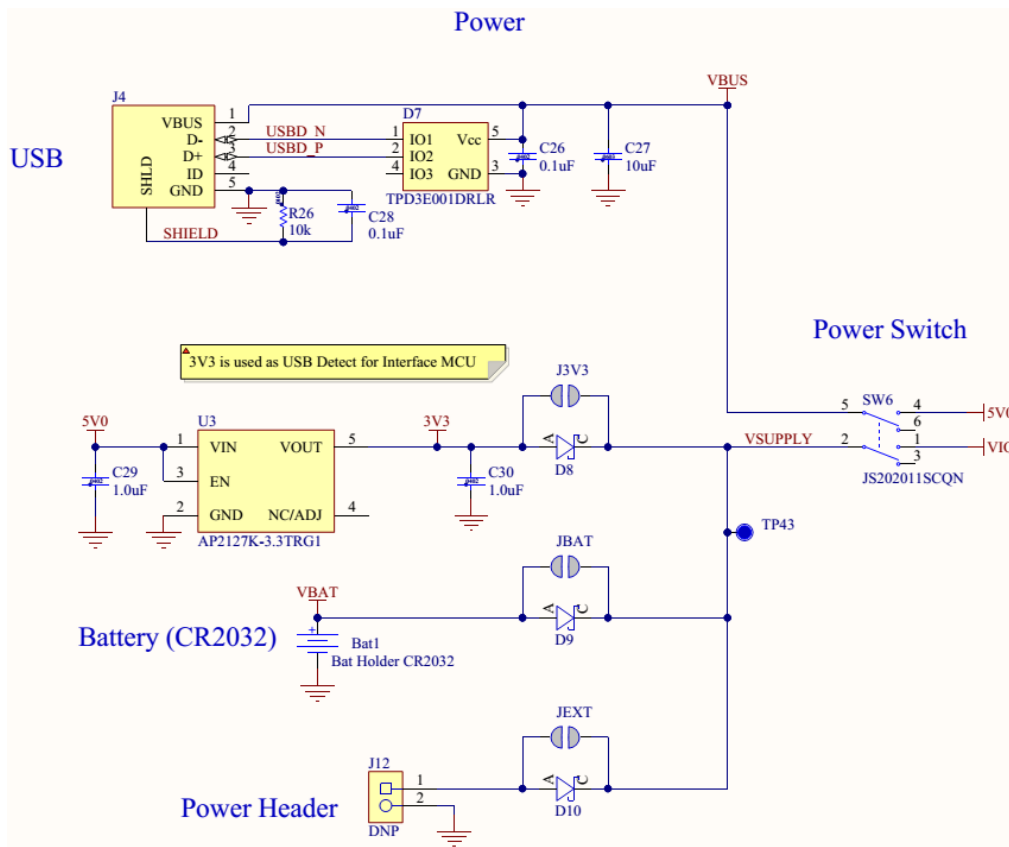 Power
VBUS
J4
D7
VBUS
1
D-
2
USBD_N
1
IO1
Vcc
5
D+
3
USBD_P
2
IO2
C26
0.1uF
C27
10uF
USB
SHLD
ID
4
4
IO3
GND
3
GND
5
TPD3E001DRLR
R26
10k
C28
0.1uF
SHIELD
Power Switch
3V3 is used as USB Detect for Interface MCU
J3V3
SW6
5
4
5V0
6
5V0
U3
3V3
1
VIN
VOUT
5
A
C
D8
VSUPPLY
2
1
VIO
3
JS202011SCQN
C29
1.0uF
3
EN
C30
1.0uF
2
GND
NC/ADJ
4
AP2127K-3.3TRG1
TP43
JBAT
VBAT
A
C
D9
Battery (CR2032)
+
Bat1
Bat Holder CR2032
JEXT
J12
1
2
A
C
D10
Power Header
DNP